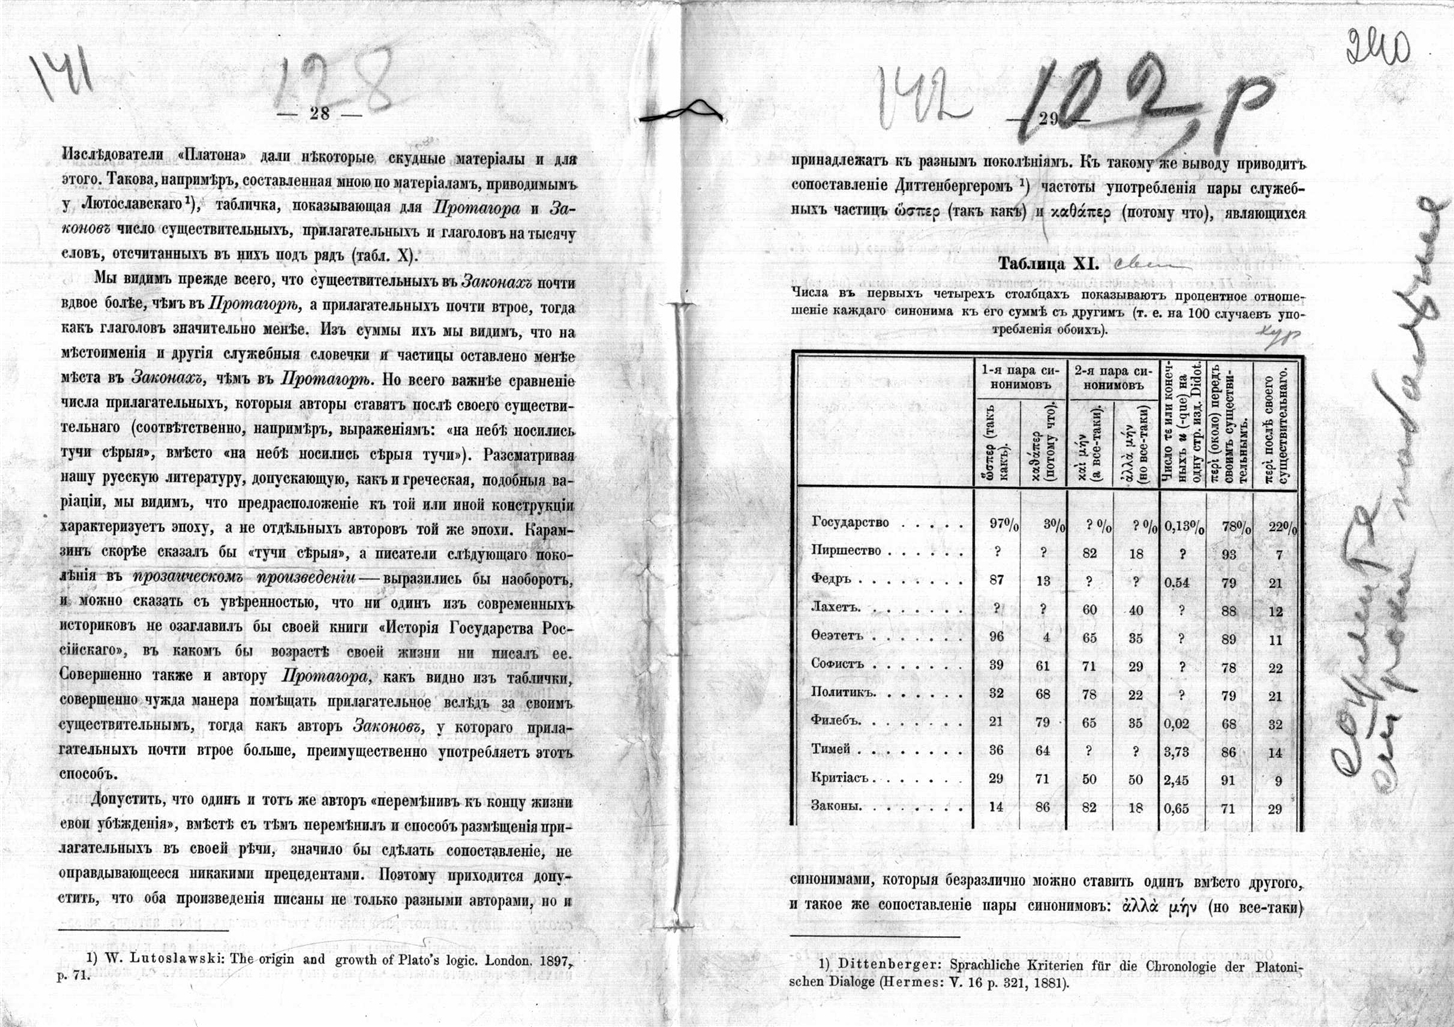 141
128
— 28 —
Изслѣдователи «Платона» дали нѣкоторые скудные матеріалы и для
этого. Такова, напримѣръ, составленная мною по матеріаламъ, приводимымъ
у Лютославскаго¹), табличка, показывающая для Протагора и За-
коновъ число существительныхъ, прилагательныхъ и глаголовъ на тысячу
словъ, отсчитанныхъ въ нихъ подъ рядъ (табл. X).
Мы видимъ прежде всего, что существительныхъ въ Законахъ почти
вдвое болѣе, чѣмъ въ Протагорѣ, а прилагательныхъ почти втрое, тогда
какъ глаголовъ значительно менѣе. Изъ суммы ихъ мы видимъ, что на
мѣстоименія и другія служебныя словечки и частицы оставлено менѣе
мѣста въ Законахъ, чѣмъ въ Протагорѣ. Но всего важнѣе сравненіе
числа прилагательныхъ, которыя авторы ставятъ послѣ своего существи-
тельнаго (соотвѣтственно, напримѣръ, выраженіямъ: «на небѣ носились
тучи сѣрыя», вмѣсто «на небѣ носились сѣрыя тучи»). Разсматривая
нашу русскую литературу, допускающую, какъ и греческая, подобныя ва-
ріаціи, мы видимъ, что предрасположеніе къ той или иной конструкціи
характеризуетъ эпоху, а не отдѣльныхъ авторовъ той же эпохи. Карам-
зинъ скорѣе сказалъ бы «тучи сѣрыя», а писатели слѣдующаго поко-
лѣнія въ прозаическомъ произведеніи — выразились бы наоборотъ,
и можно сказать съ увѣренностью, что ни одинъ изъ современныхъ
историковъ не озаглавилъ бы своей книги «Исторія Государства Рос-
сійскаго», въ какомъ бы возрастѣ своей жизни ни писалъ ее.
Совершенно также и автору Протагора, какъ видно изъ таблички,
совершенно чужда манера помѣщать прилагательное вслѣдъ за своимъ
существительнымъ, тогда какъ авторъ Законовъ, у котораго прила-
гательныхъ почти втрое больше, преимущественно употребляетъ этотъ
способъ.
Допустить, что одинъ и тотъ же авторъ «перемѣнивъ къ концу жизни
свои убѣжденія», вмѣстѣ съ тѣмъ перемѣнилъ и способъ размѣщенія при-
лагательныхъ въ своей рѣчи, значило бы сдѣлать сопоставленіе, не
оправдывающееся никакими прецедентами. Поэтому приходится допу-
стить, что оба произведенія писаны не только разными авторами, но и
1) W. Lutoslawski: The origin and growth of Plato's logic. London. 1897,
p. 71.
240
142
102, р
— 29 —
принадлежатъ къ разнымъ поколѣніямъ. Къ такому же выводу приводитъ
сопоставленіе Диттенбергеромъ ¹) частоты употребленія пары служеб-
ныхъ частицъ ὥσπερ (такъ какъ) и καθάπερ (потому что), являющихся
Таблица XI.
Числа въ первыхъ четырехъ столбцахъ показываютъ процентное отноше-
шеніе каждаго синонима къ его суммѣ съ другимъ (т. е. на 100 случаевъ упо-
требленія обоихъ).
1-я пара си-
нонимовъ
2-я пара си-
нонимовъ
ὥσπερ (такъ
какъ).
καθάπερ
(потому что).
καὶ μήν
(а все-таки).
ἀλλὰ μήν
(но все-таки)
Число τε или конеч-
ныхъ и (-que) на
одну стр. изд. Didot.
περί (около) передъ
своимъ существи-
тельнымъ.
περί послѣ своего
существительнаго.
Государство . . . . . 97% 3% ? % ? % 0,13% 78% 22%
Пиршество . . . . . . ? ? 82 18 ? 93 7
Федръ . . . . . . . . 87 13 ? ? 0.54 79 21
Лахетъ. . . . . . . . ? ? 60 40 ? 88 12
Ѳеэтетъ . . . . . . . 96 4 65 35 ? 89 11
Софистъ . . . . . . . 39 61 71 29 ? 78 22
Политикъ. . . . . . . 32 68 78 22 ? 79 21
Филебъ. . . . . . . . 21 79 65 35 0,02 68 32
Тимей . . . . . . . . 36 64 ? ? 3,73 86 14
Критіасъ . . . . . . . 29 71 50 50 2,45 91 9
Законы. . . . . . . . 14 86 82 18 0,65 71 29
синонимами, которыя безразлично можно ставить одинъ вмѣсто другого,
и такое же сопоставленіе пары синонимовъ: ἀλλὰ μήν (но все-таки)
1) Dittenberger: Sprachliche Kriterien für die Chronologie der Platoni-
schen Dialoge (Hermes: V. 16 p. 321, 1881).